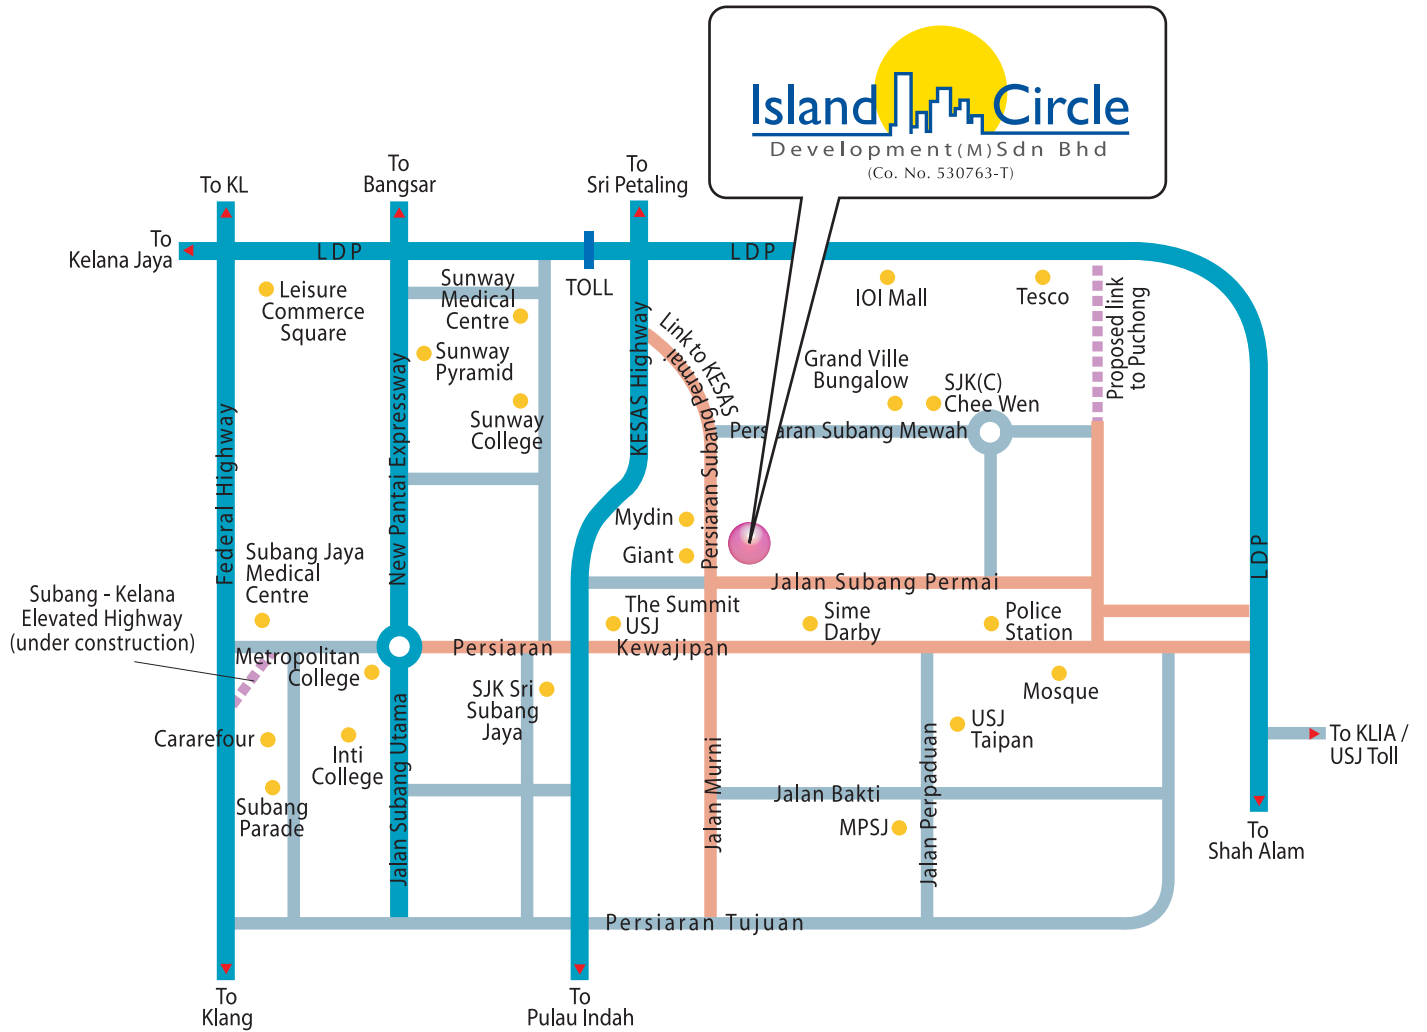 Island Circle
Development (M) Sdn Bhd
(Co. No. 530763-T)
To KL
To
Bangsar
To
Sri Petaling
To
Kelana Jaya
LDP
LDP
TOLL
Leisure
Commerce
Square
Sunway
Medical
Centre
Sunway
Pyramid
Sunway
College
IOI Mall
Tesco
Proposed link
to Puchong
Link to KESAS
Grand Ville
Bungalow
SJK(C)
Chee Wen
Persiaran Subang Mewah
Federal Highway
New Pantai Expressway
KESAS Highway
Persiaran Subang Permai
Mydin
Giant
Subang Jaya
Medical
Centre
Subang - Kelana
Elevated Highway
(under construction)
Jalan Subang Permai
LDP
The Summit
USJ
Sime
Darby
Police
Station
Persiaran Kewajipan
Metropolitan
College
SJK Sri
Subang
Jaya
Mosque
Cararefour
Inti
College
USJ
Taipan
To KLIA /
USJ Toll
Subang
Parade
Jalan Subang Utama
Jalan Murni
Jalan Bakti
Jalan Perpaduan
MPSJ
To
Shah Alam
Persiaran Tujuan
To
Klang
To
Pulau Indah